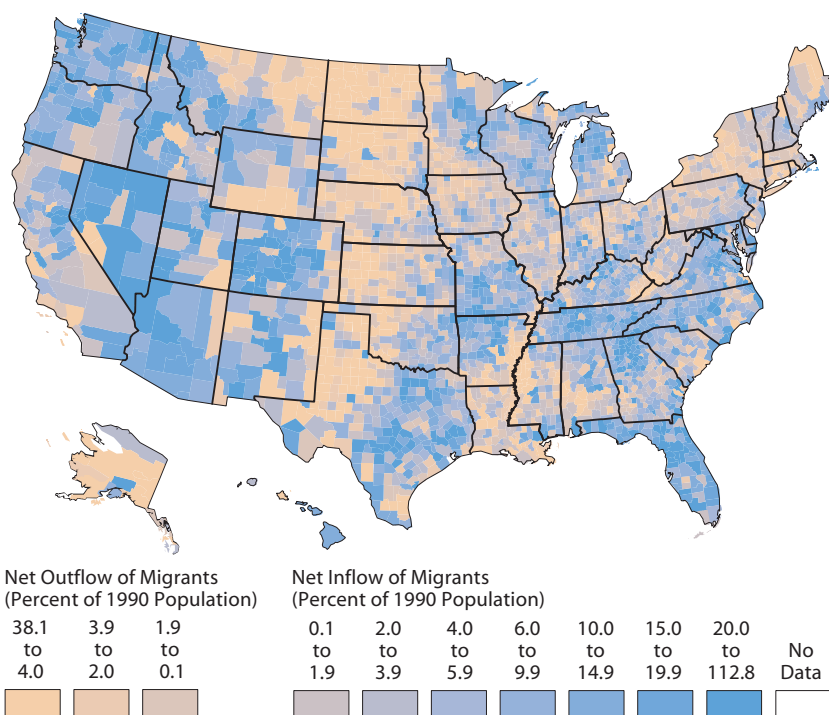 Net Outflow of Migrants
(Percent of 1990 Population)
38.1 3.9 1.9
to to to
4.0 2.0 0.1
Net Inflow of Migrants
(Percent of 1990 Population)
0.1 2.0 4.0 6.0 10.0 15.0 20.0
to to to to to to to No
1.9 3.9 5.9 9.9 14.9 19.9 112.8 Data